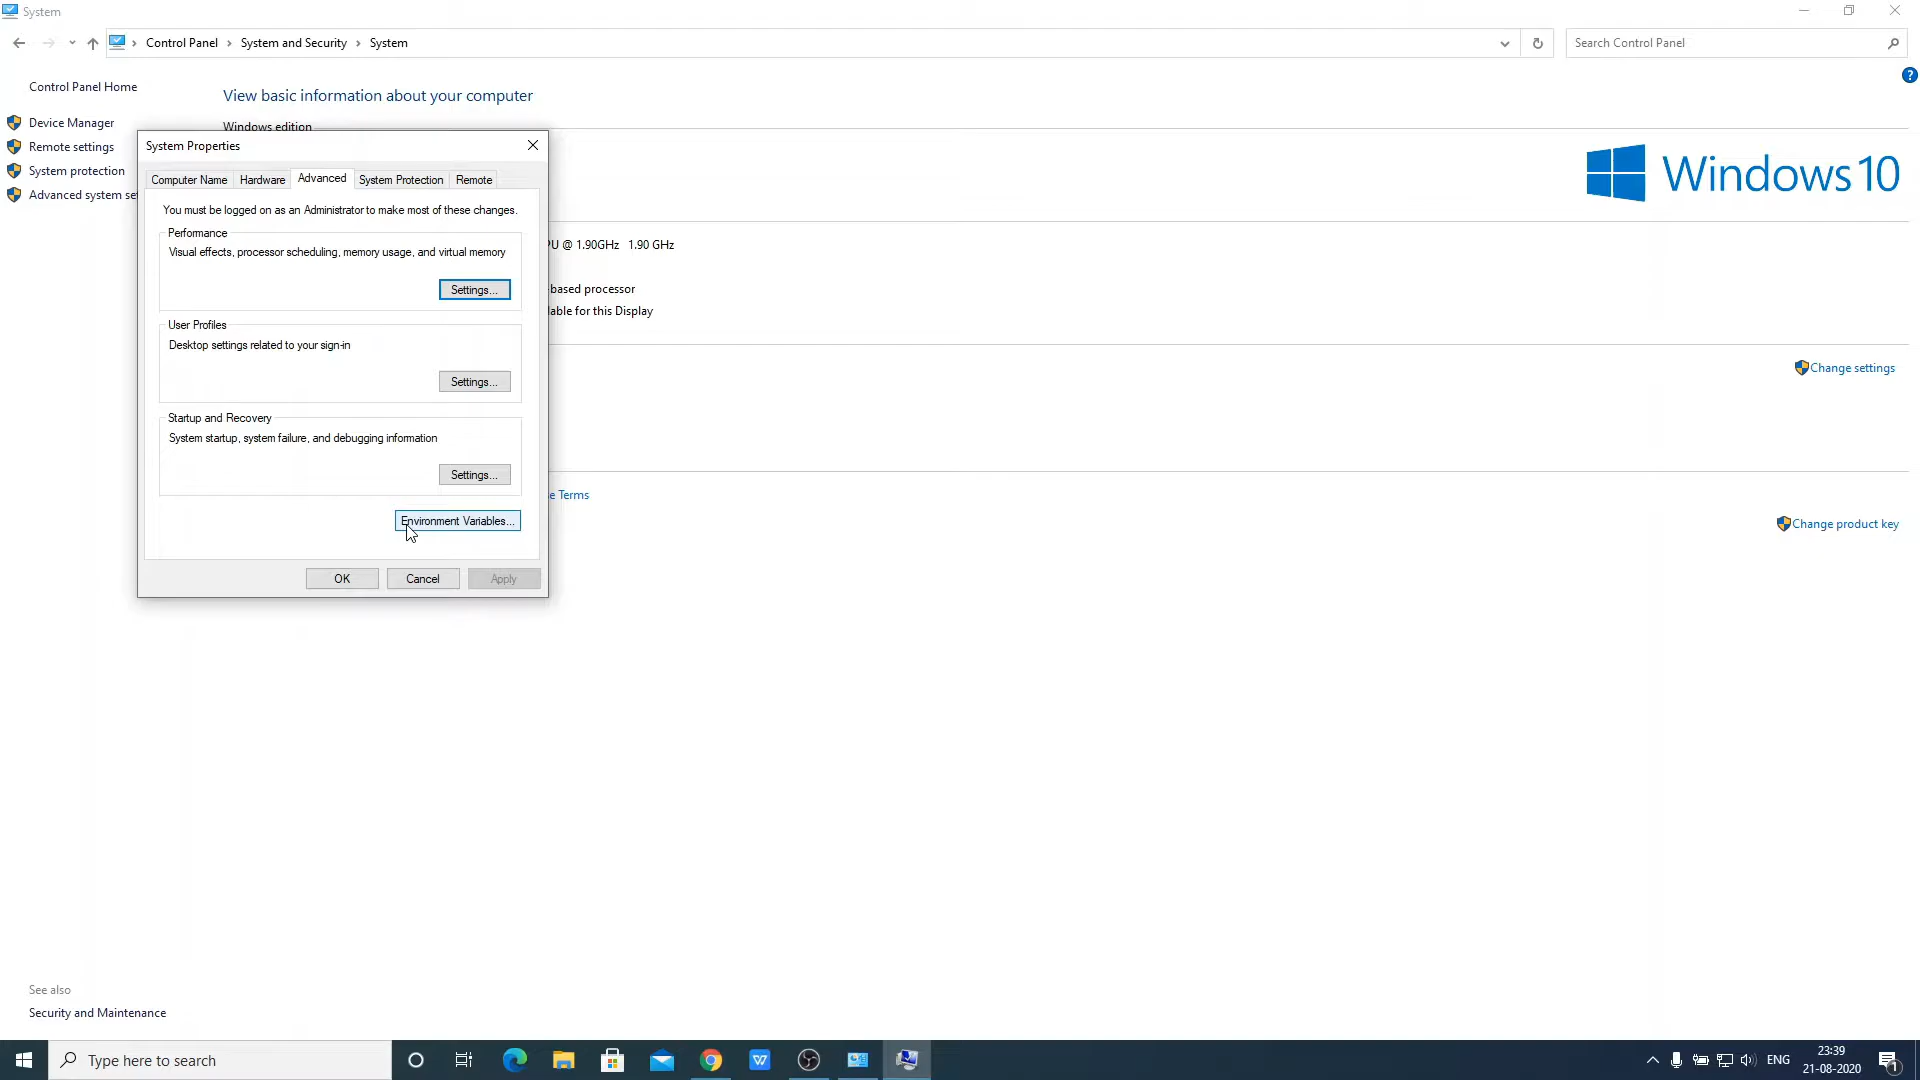 System
Control Panel > System and Security > System
Search Control Panel
?
Control Panel Home
View basic information about your computer
Device Manager
Remote settings
System protection
Advanced system
Windows edition
Windows 10
System Properties
Computer Name Hardware Advanced System Protection Remote
You must be logged on as an Administrator to make most of these changes.
Performance
Visual effects, processor scheduling, memory usage, and virtual memory
Settings...
User Profiles
Desktop settings related to your sign-in
Settings...
Startup and Recovery
System startup, system failure, and debugging information
Settings...
Environment Variables...
OK Cancel Apply
@ 1.90GHz 1.90 GHz
based processor
for this Display
Change settings
Terms
Change product key
See also
Security and Maintenance
Type here to search
W
ENG
23:39
21-08-2020
1